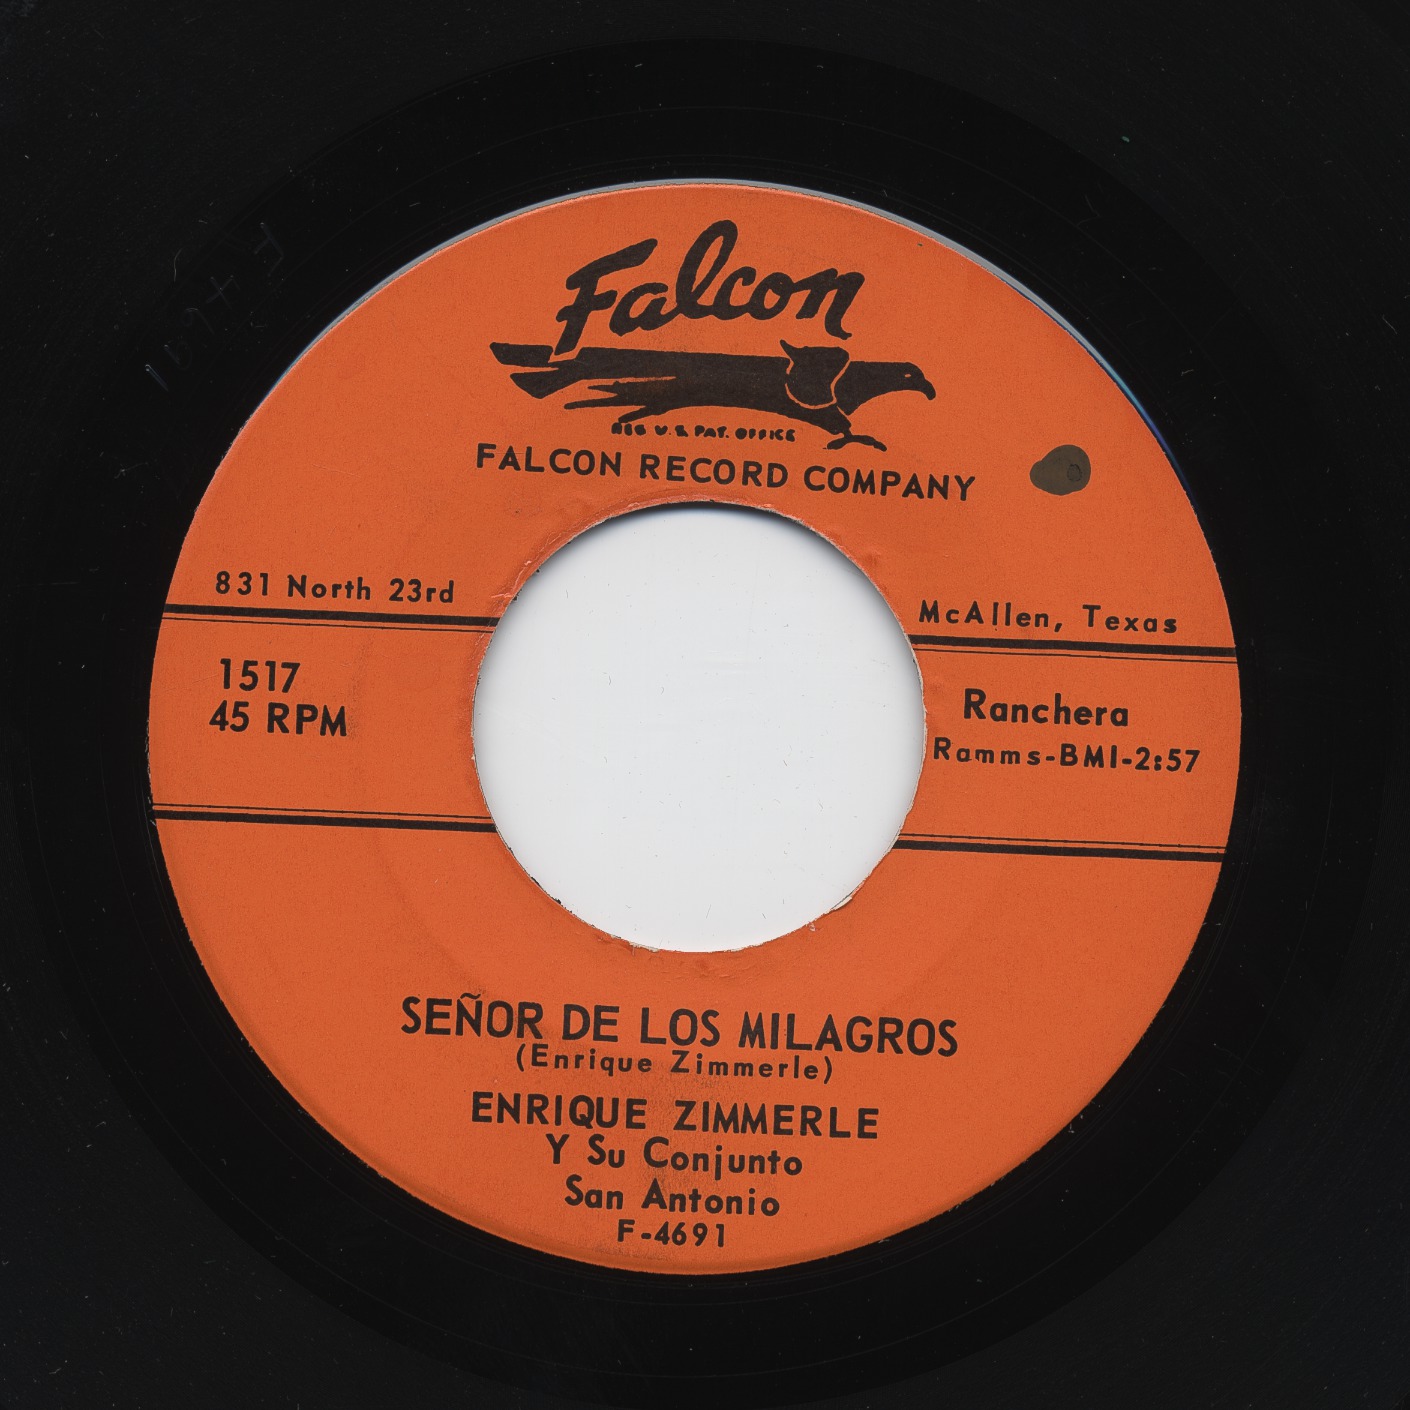 Falcon
REG U.S. PAT. OFFICE
FALCON RECORD COMPANY
831 North 23rd
McAllen, Texas
1517
45 RPM
Ranchera
Ramms-BMI-2:57
SEÑOR DE LOS MILAGROS
(Enrique Zimmerle)
ENRIQUE ZIMMERLE
Y Su Conjunto
San Antonio
F-4691
F4691